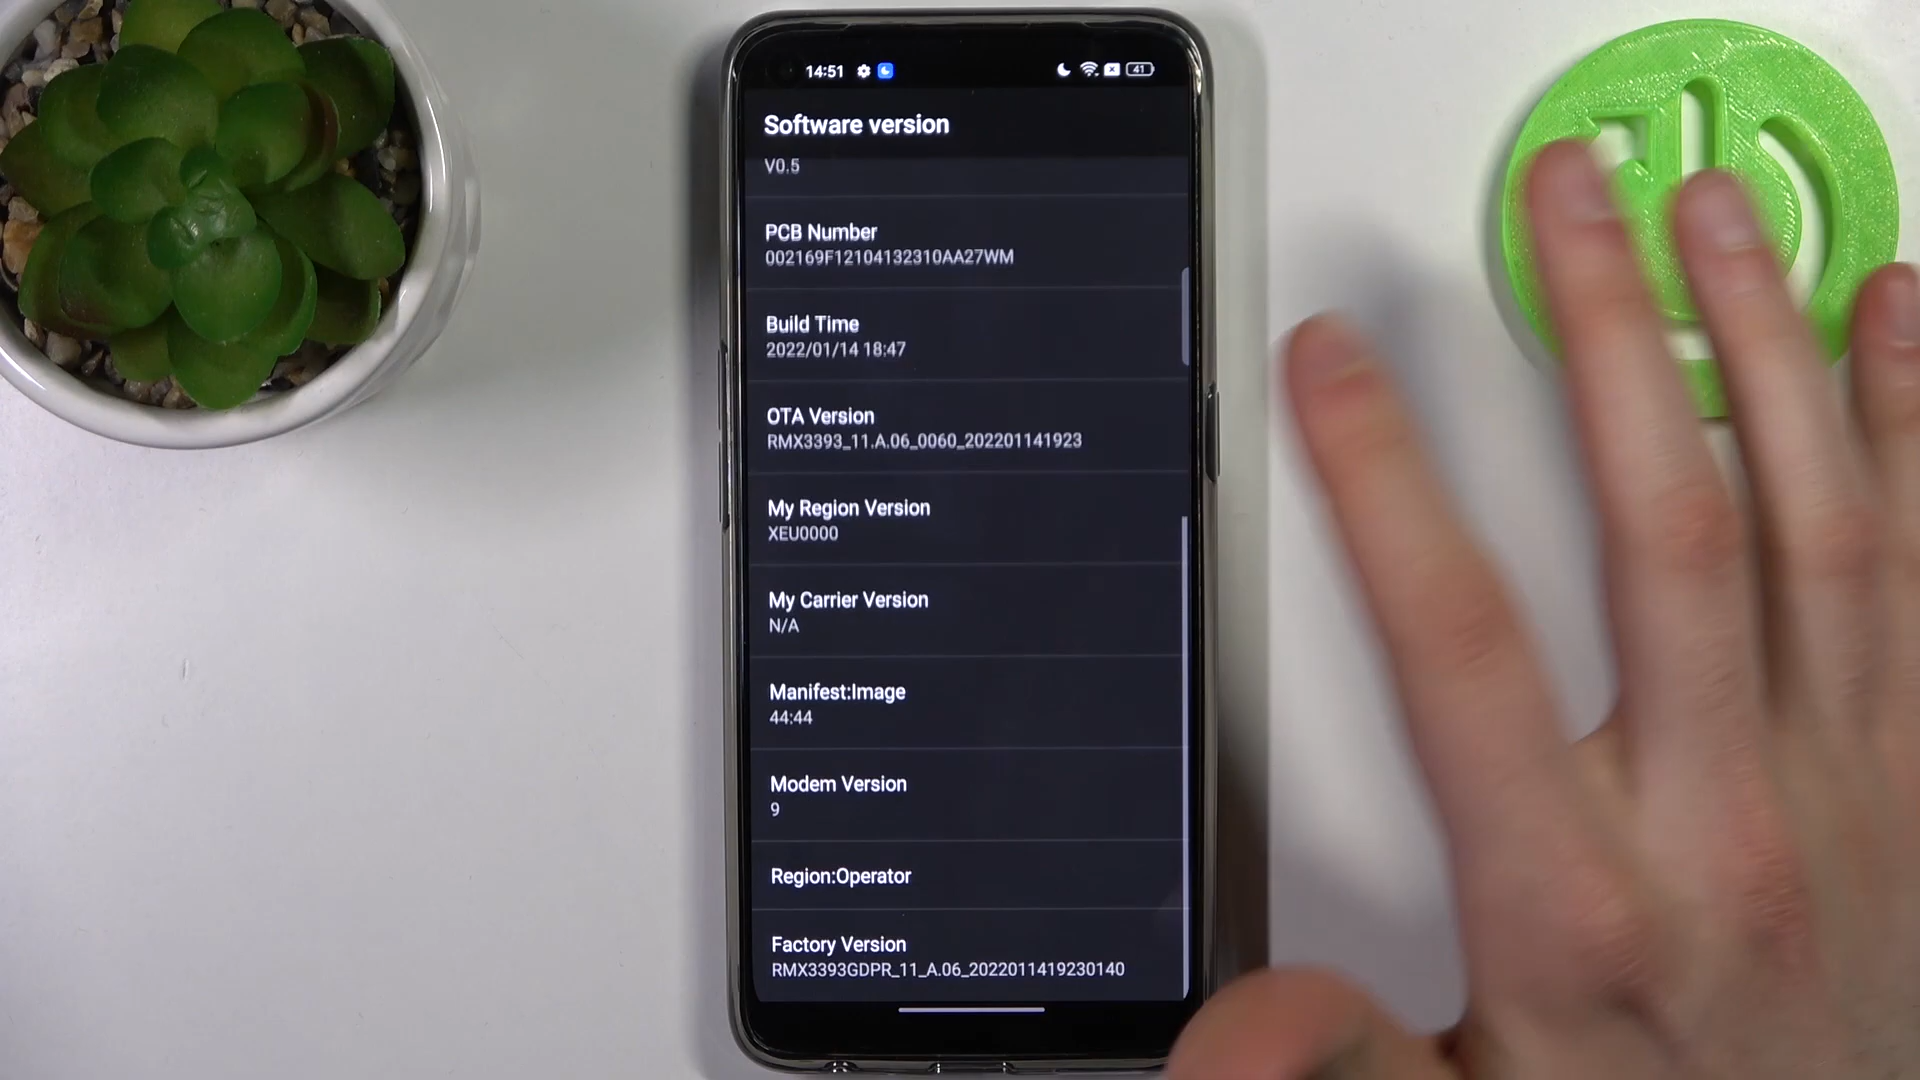 14:51
41
Software version
V0.5
PCB Number
002169F12104132310AA27WM
Build Time
2022/01/14 18:47
OTA Version
RMX3393_11.A.06_0060_202201141923
My Region Version
XEU0000
My Carrier Version
N/A
Manifest:Image
44:44
Modem Version
9
Region:Operator
Factory Version
RMX3393GDPR_11_A.06_2022011419230140